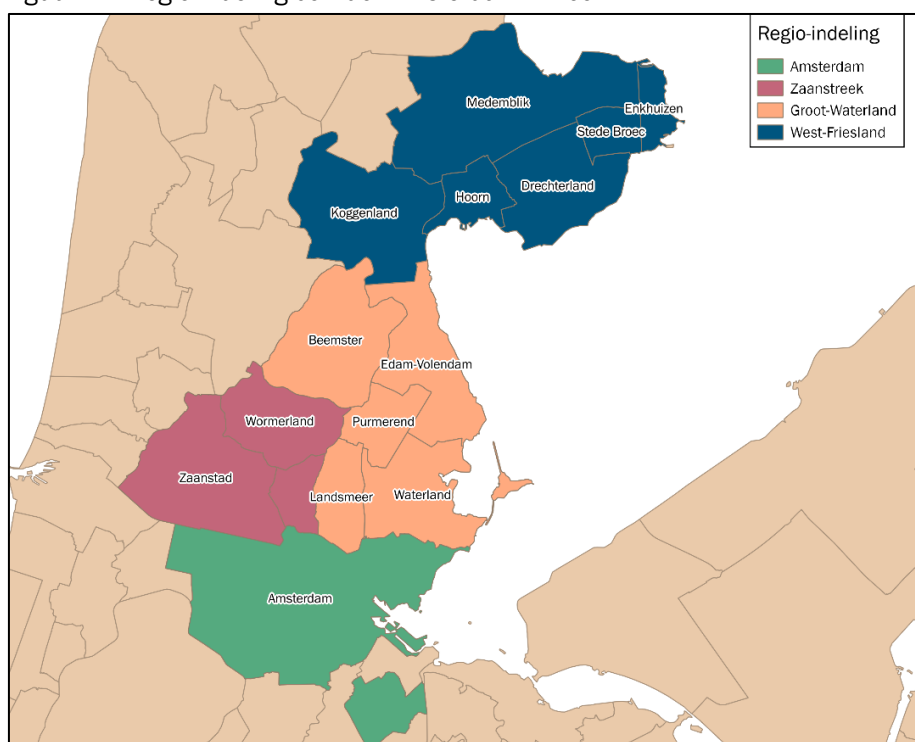 Regio-indeling
Amsterdam
Zaanstreek
Groot-Waterland
West-Friesland
Medemblik
Enkhuizen
Stede Broec
Drechterland
Hoorn
Koggenland
Beemster
Edam-Volendam
Wormerland
Purmerend
Zaanstad
Landsmeer
Waterland
Amsterdam